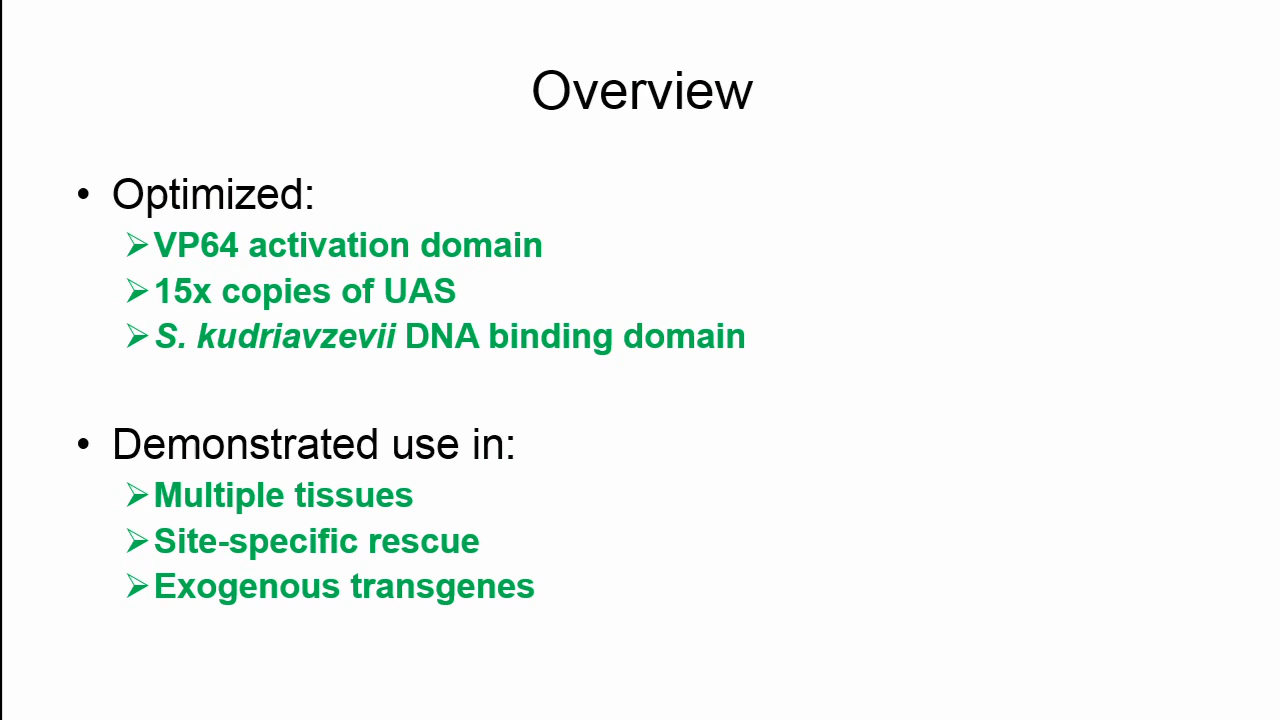 Overview
• Optimized:
➢VP64 activation domain
➢15x copies of UAS
➢S. kudriavzevii DNA binding domain
• Demonstrated use in:
➢Multiple tissues
➢Site-specific rescue
➢Exogenous transgenes